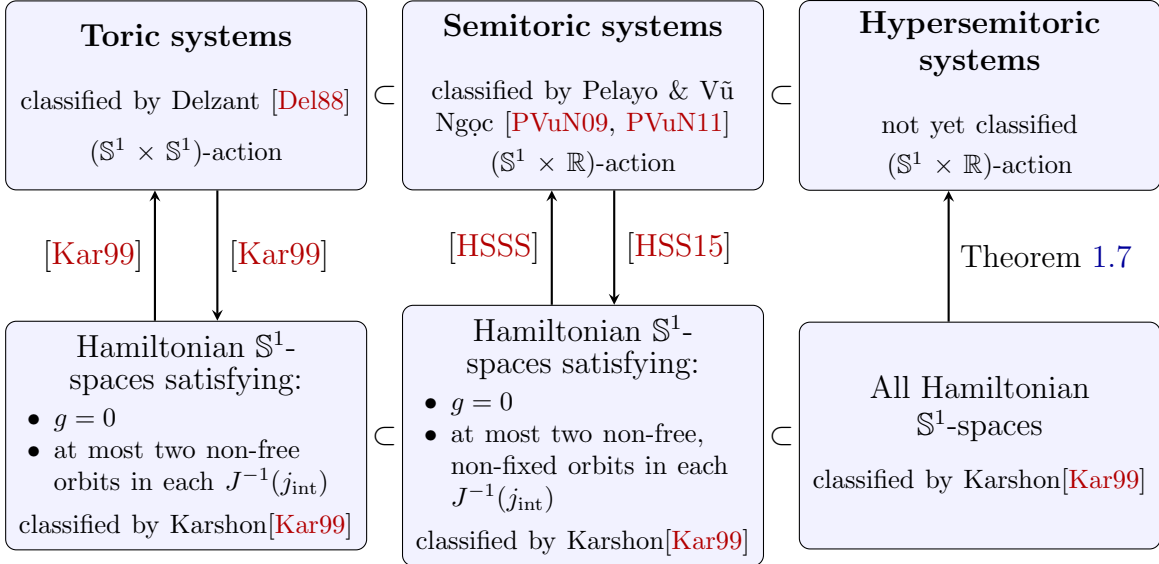 Toric systems
classified by Delzant [Del88]
(𝕊¹ × 𝕊¹)-action
⊂
Semitoric systems
classified by Pelayo & Vũ
Ngọc [PVuN09, PVuN11]
(𝕊¹ × ℝ)-action
⊂
Hypersemitoric
systems
not yet classified
(𝕊¹ × ℝ)-action
[Kar99]
[Kar99]
[HSSS]
[HSS15]
Theorem 1.7
Hamiltonian 𝕊¹-
spaces satisfying:
• g = 0
• at most two non-free
orbits in each J⁻¹(j_int)
classified by Karshon[Kar99]
⊂
Hamiltonian 𝕊¹-
spaces satisfying:
• g = 0
• at most two non-free,
non-fixed orbits in each
J⁻¹(j_int)
classified by Karshon[Kar99]
⊂
All Hamiltonian
𝕊¹-spaces
classified by Karshon[Kar99]